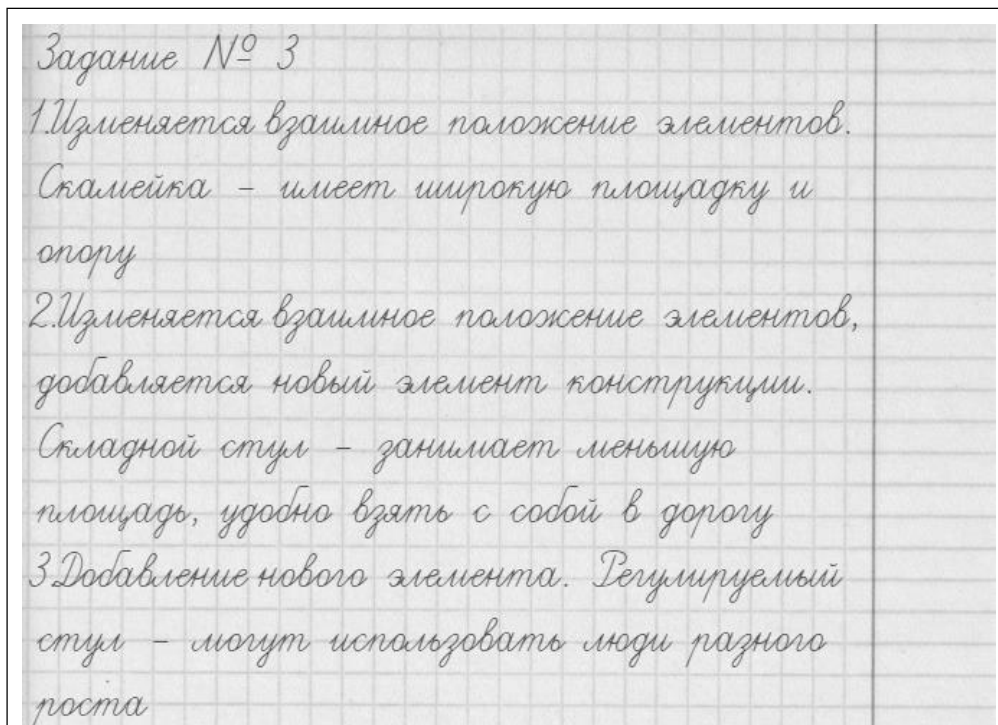 Задание № 3
1.Изменяется взаимное положение элементов.
Скамейка - имеет широкую площадку и
опору
2.Изменяется взаимное положение элементов,
добавляется новый элемент конструкции.
Складной стул - занимает меньшую
площадь, удобно взять с собой в дорогу
3.Добавление нового элемента. Регулируемый
стул - могут использовать люди разного
роста